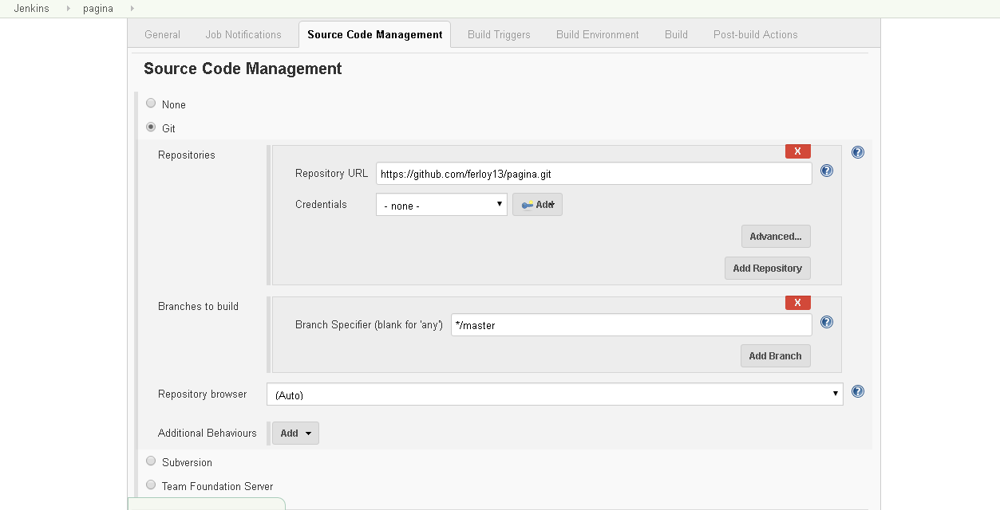 Jenkins pagina
General Job Notifications Source Code Management Build Triggers Build Environment Build Post-build Actions
Source Code Management
None
Git
Repositories X ?
Repository URL https://github.com/ferloy13/pagina.git ?
Credentials - none - Add
Advanced...
Add Repository
Branches to build X
Branch Specifier (blank for 'any') */master ?
Add Branch
Repository browser (Auto) ?
Additional Behaviours Add
Subversion
Team Foundation Server